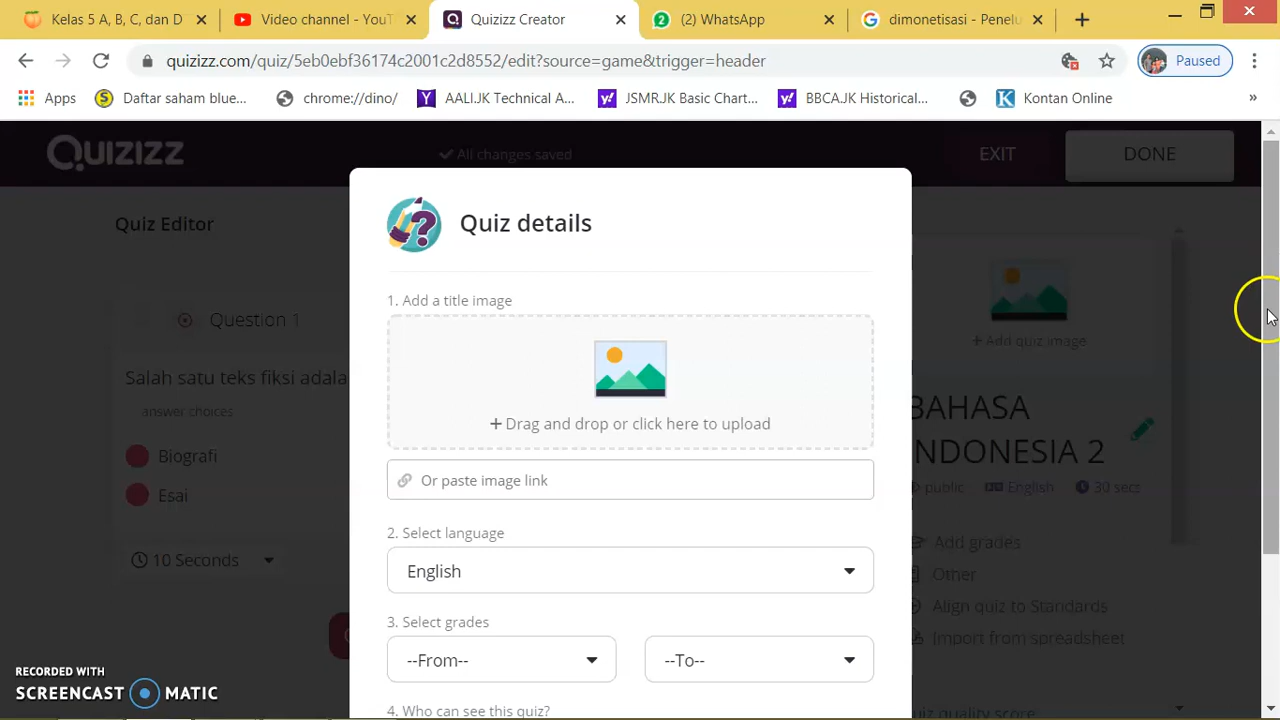 Kelas 5 A, B, C, dan D
Video channel - YouT
Quizizz Creator
(2) WhatsApp
dimonetisasi - Penelu
quizizz.com/quiz/5eb0ebf36174c2001c2d8552/edit?source=game&trigger=header
Paused
Apps
Daftar saham blue...
chrome://dino/
AALI.JK Technical A...
JSMR.JK Basic Chart...
BBCA.JK Historical...
Kontan Online
»
Quizizz
All changes saved
EXIT
DONE
Quiz Editor
Quiz details
1. Add a title image
+ Drag and drop or click here to upload
Or paste image link
2. Select language
English
3. Select grades
--From--
--To--
4. Who can see this quiz?
Question 1
Salah satu teks fiksi adala
answer choices
Biografi
Esai
10 Seconds
+ Add quiz image
BAHASA
INDONESIA 2
public
English
30 secs
Add grades
Other
Align quiz to Standards
Import from spreadsheet
quiz quality score
RECORDED WITH
SCREENCAST MATIC